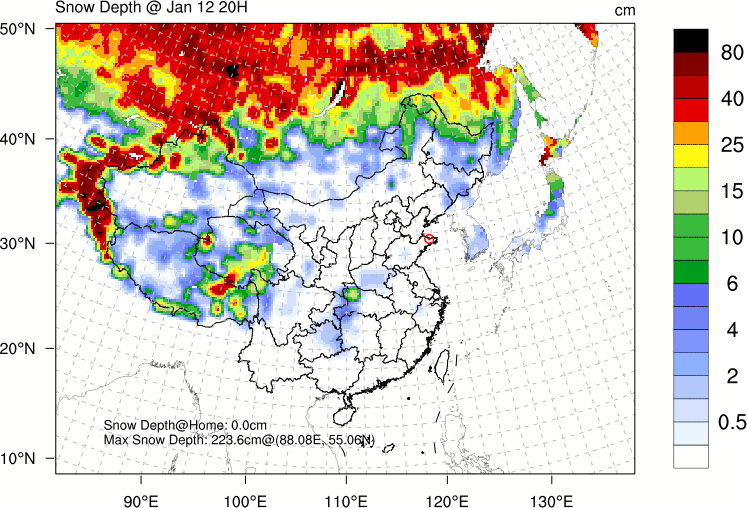 Snow Depth @ Jan 12 20H
cm
50°N
40°N
30°N
20°N
10°N
80
40
25
15
10
6
4
2
0.5
Snow Depth@Home: 0.0cm
Max Snow Depth: 223.6cm@(88.08E, 55.06N)
90°E
100°E
110°E
120°E
130°E